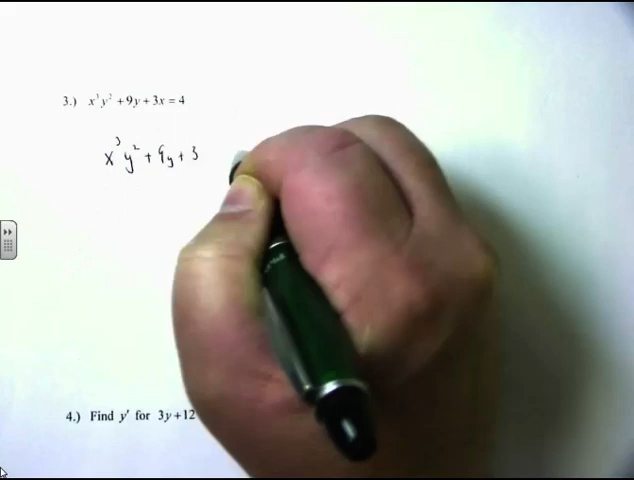 3.) x³y² + 9y + 3x = 4
x³y² + 9y + 3
4.) Find y′ for 3y + 12